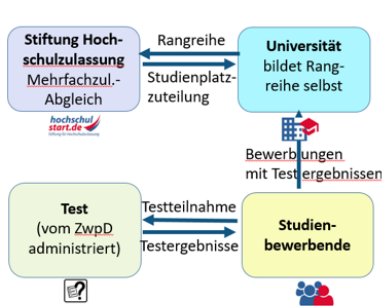 Stiftung Hoch-
schulzulassung
Mehrfachzul.-
Abgleich
hochschul
start.de
Stiftung für Hochschulzulassung
Rangreihe
Studienplatz-
zuteilung
Universität
bildet Rang-
reihe selbst
Bewerbungen
mit Testergebnissen
Test
(vom ZwpD
administriert)
?
Testteilnahme
Testergebnisse
Studien-
bewerbende